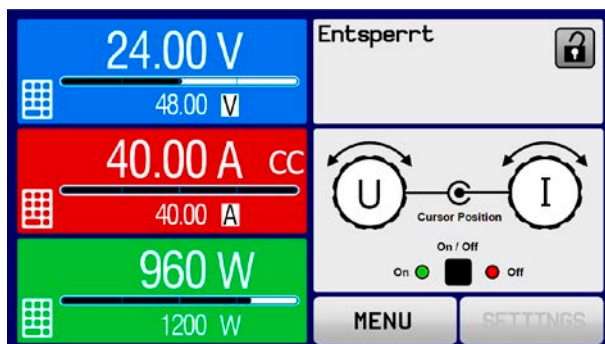 24.00 V
48.00 V
40.00 A CC
40.00 A
960 W
1200 W
Entsperrt
U
I
Cursor Position
On / Off
On
Off
MENU
SETTINGS